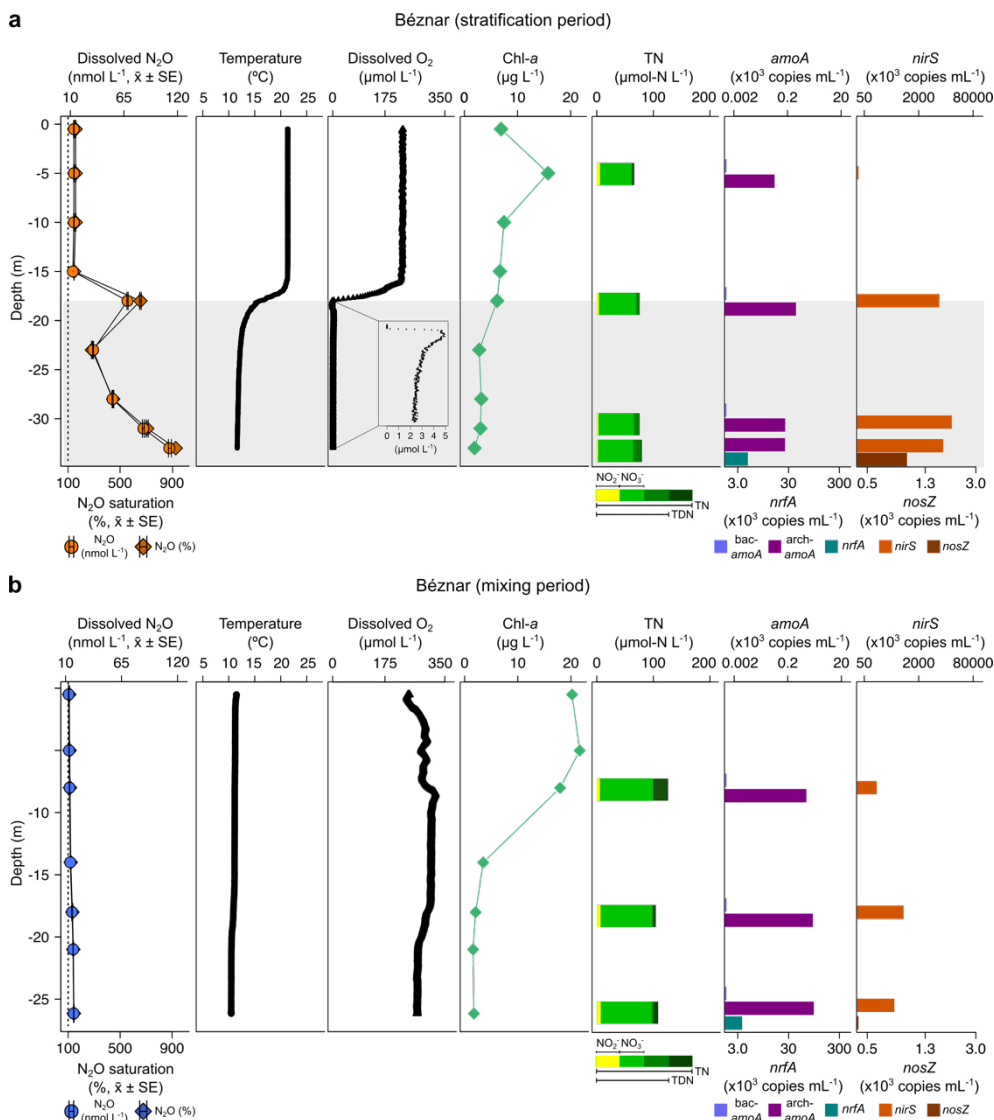 a
Béznar (stratification period)
Dissolved N₂O Temperature Dissolved O₂ Chl-a TN amoA nirS
(nmol L⁻¹, x̄ ± SE) (ºC) (µmol L⁻¹) (µg L⁻¹) (µmol-N L⁻¹) (x10³ copies mL⁻¹) (x10³ copies mL⁻¹)
10 65 120 5 10 15 20 25 0 175 350 0 10 20 0 100 200 0.002 0.2 20 50 2000 80000
0
-5
-10
-15
-20
-30
Depth (m)
0 1 2 3 4 5
(µmol L⁻¹)
100 500 900 NO₂⁻ NO₃⁻ 3.0 30 300 0.5 1.3 3.0
N₂O saturation TN nrfA nosZ
(%, x̄ ± SE) TDN (x10³ copies mL⁻¹) (x10³ copies mL⁻¹)
N₂O (nmol L⁻¹) N₂O (%) bac-amoA arch-amoA nrfA nirS nosZ
b
Béznar (mixing period)
Dissolved N₂O Temperature Dissolved O₂ Chl-a TN amoA nirS
(nmol L⁻¹, x̄ ± SE) (ºC) (µmol L⁻¹) (µg L⁻¹) (µmol-N L⁻¹) (x10³ copies mL⁻¹) (x10³ copies mL⁻¹)
10 65 120 5 10 15 20 25 0 175 350 0 10 20 0 100 200 0.002 0.2 20 50 2000 80000
-10
-15
-20
-25
Depth (m)
100 500 900 NO₂⁻ NO₃⁻ 3.0 30 300 0.5 1.3 3.0
N₂O saturation TN nrfA nosZ
(%, x̄ ± SE) TDN (x10³ copies mL⁻¹) (x10³ copies mL⁻¹)
N₂O (nmol L⁻¹) N₂O (%) bac-amoA arch-amoA nrfA nirS nosZ